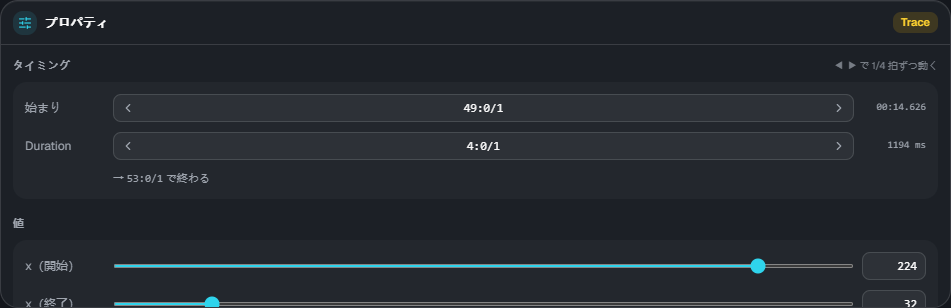 プロパティ
Trace
タイミング
◀ ▶ で 1/4 拍ずつ動く
始まり
49:0/1
00:14.626
Duration
4:0/1
1194 ms
→ 53:0/1 で終わる
値
x (開始)
224
x (終了)
32